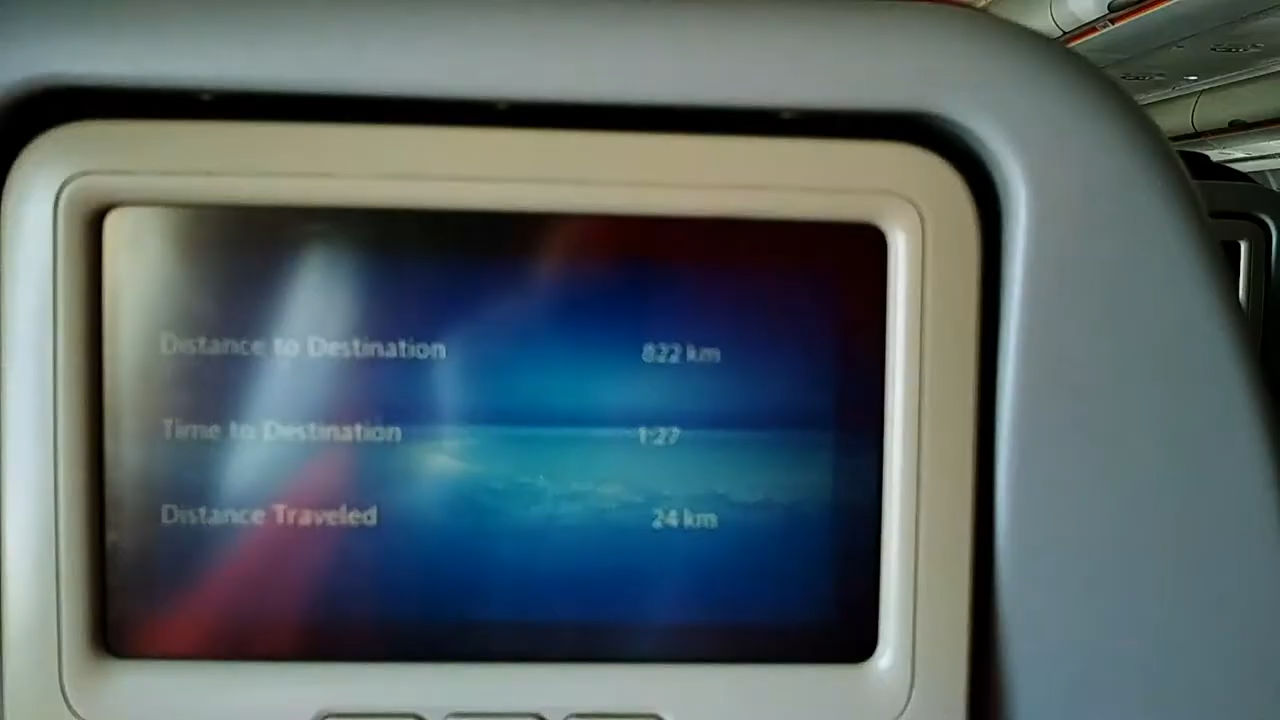 Distance to Destination 822 km
Time to Destination 1:27
Distance Traveled 24 km